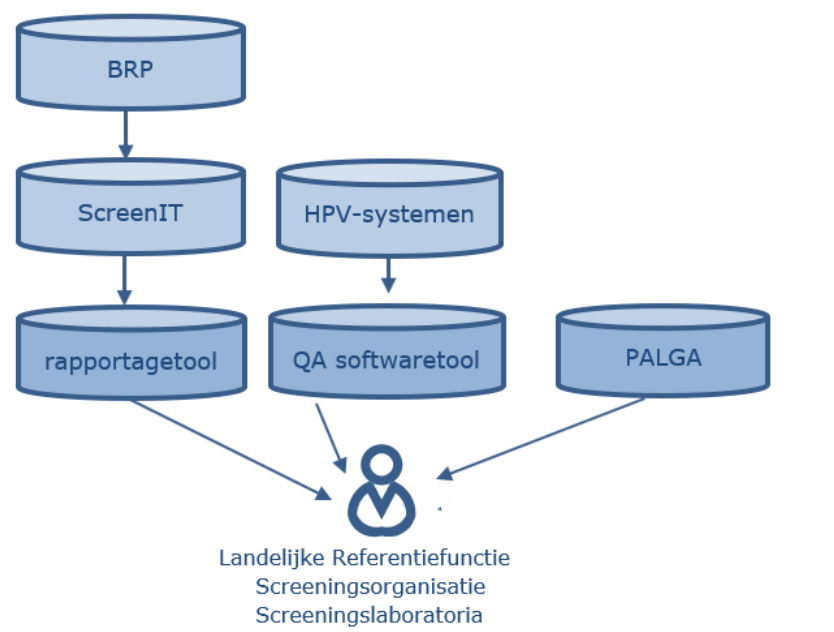 BRP
ScreenIT
HPV-systemen
rapportagetool
QA softwaretool
PALGA
Landelijke Referentiefunctie
Screeningsorganisatie
Screeningslaboratoria